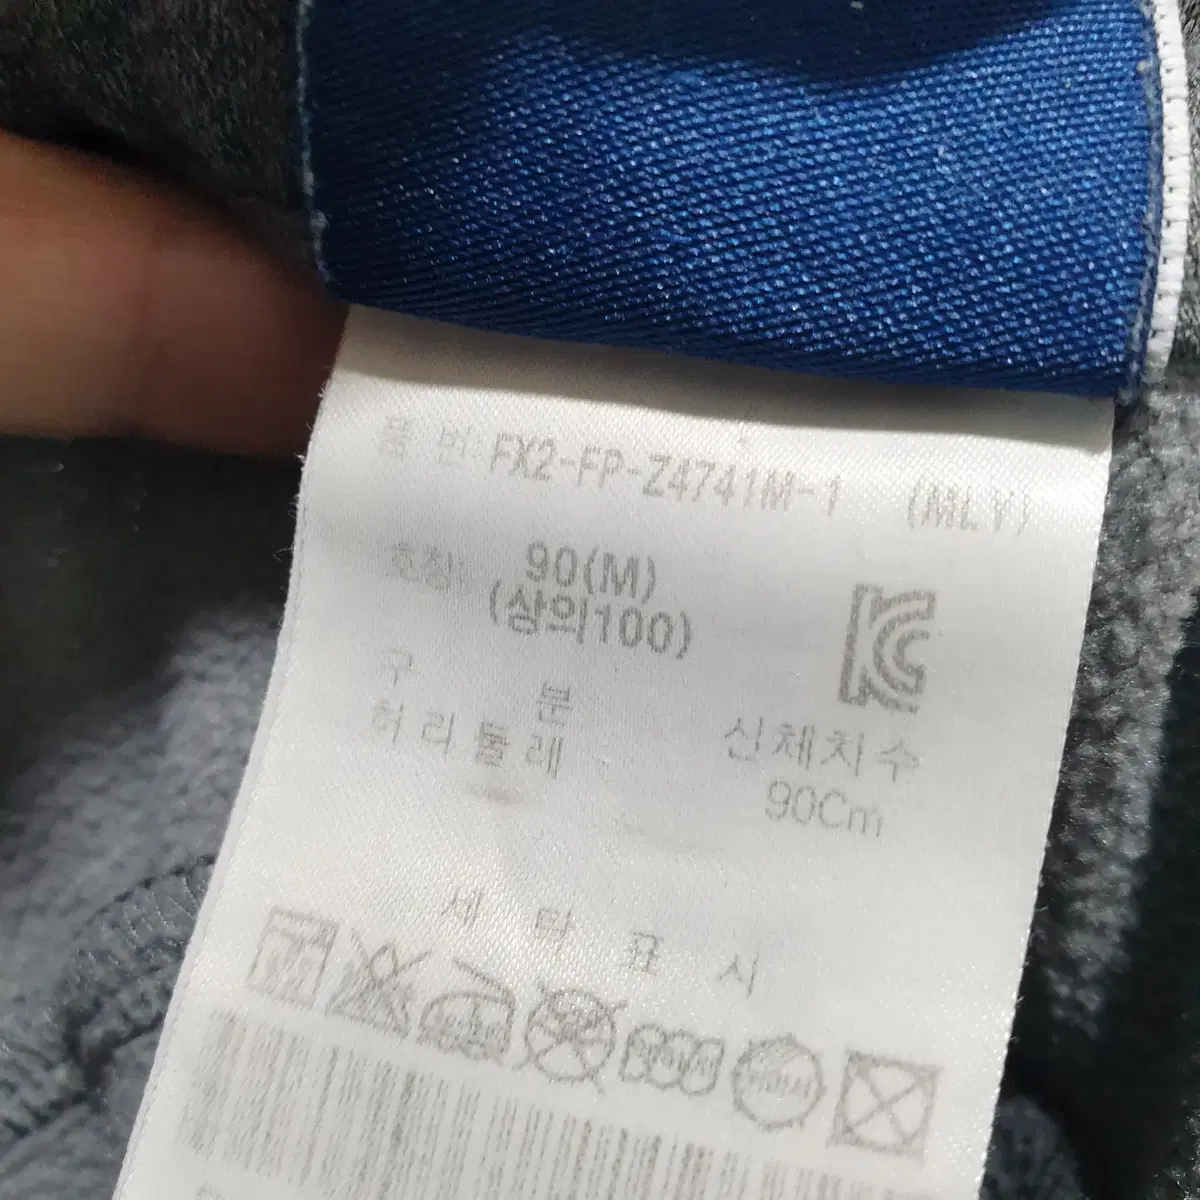 품 번: FX2-FP-Z4741M-1 (MLY)
호칭: 90(M)
(상의100)
KC
구 분 신체치수
허리둘레 90Cm
세 탁 표 시